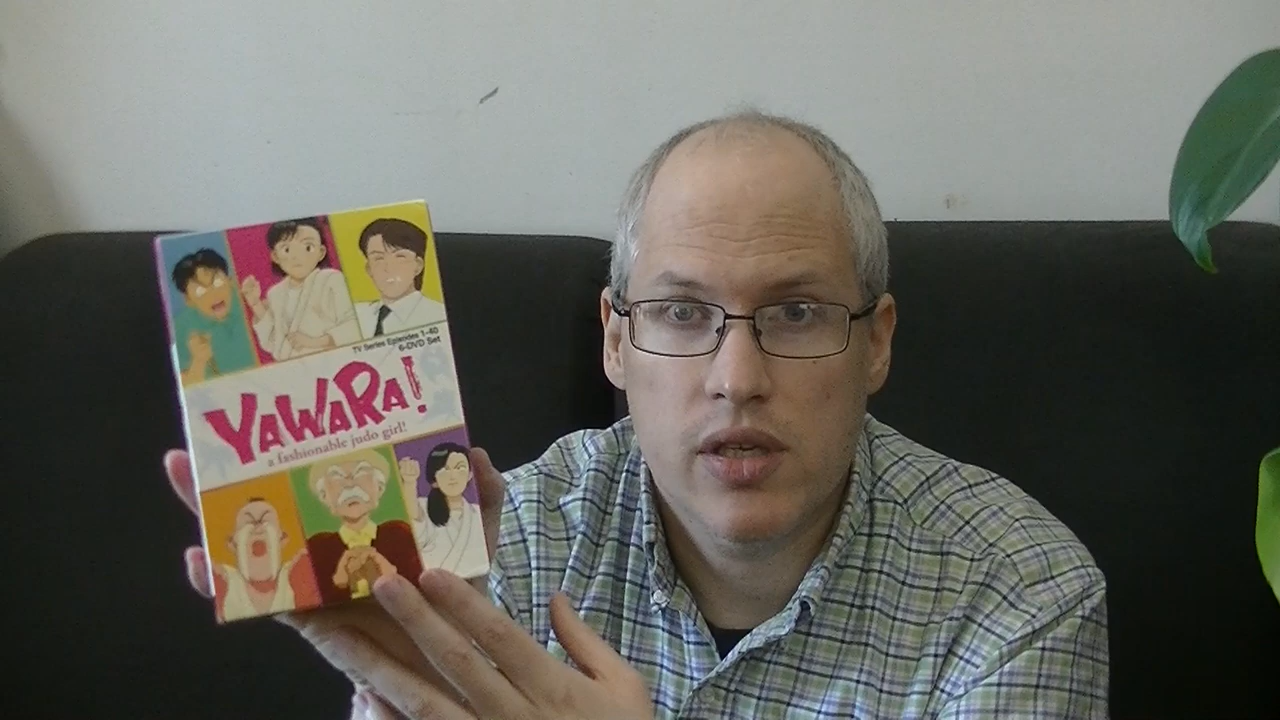 TV Series Episodes 1-40
6-DVD Set
YAWARA!
a fashionable judo girl!